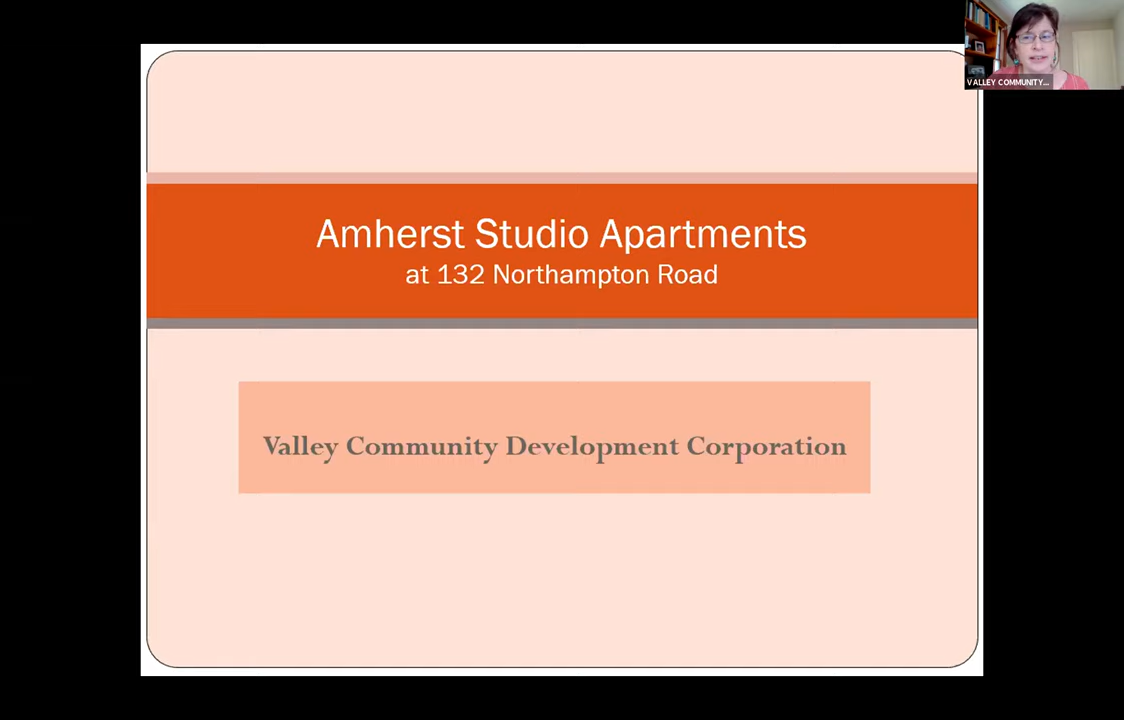 VALLEY COMMUNITY...
Amherst Studio Apartments
at 132 Northampton Road
Valley Community Development Corporation